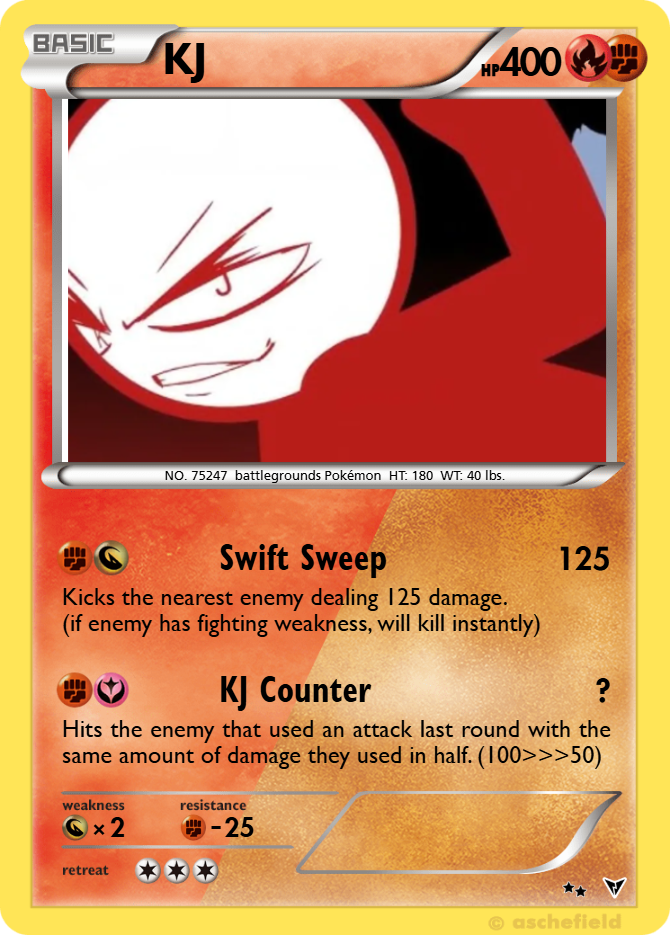 BASIC
KJ
HP400
NO. 75247 battlegrounds Pokémon HT: 180 WT: 40 lbs.
Swift Sweep 125
Kicks the nearest enemy dealing 125 damage.
(if enemy has fighting weakness, will kill instantly)
KJ Counter ?
Hits the enemy that used an attack last round with the
same amount of damage they used in half. (100>>>50)
weakness resistance
× 2 -25
retreat
© aschefield